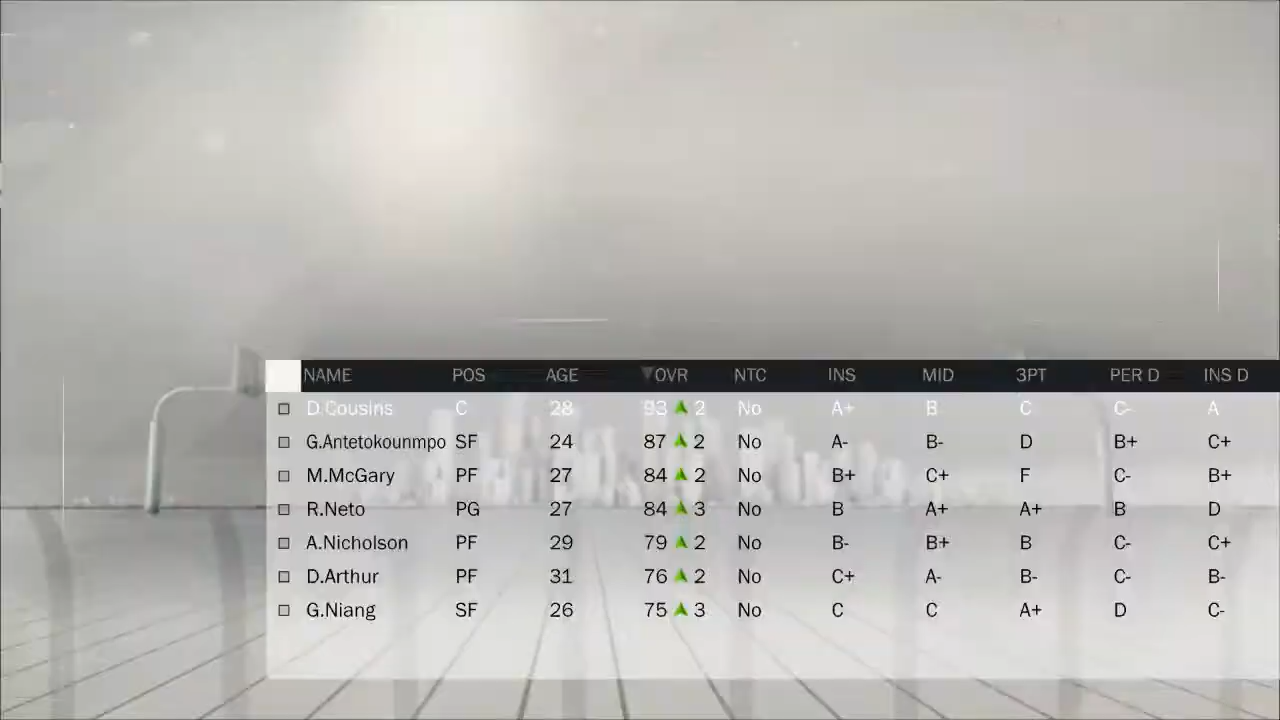 NAME POS AGE OVR NTC INS MID 3PT PER D INS D
D.Cousins C 28 93 2 No A+ B C C- A
G.Antetokounmpo SF 24 87 2 No A- B- D B+ C+
M.McGary PF 27 84 2 No B+ C+ F C- B+
R.Neto PG 27 84 3 No B A+ A+ B D
A.Nicholson PF 29 79 2 No B- B+ B C- C+
D.Arthur PF 31 76 2 No C+ A- B- C- B-
G.Niang SF 26 75 3 No C C A+ D C-